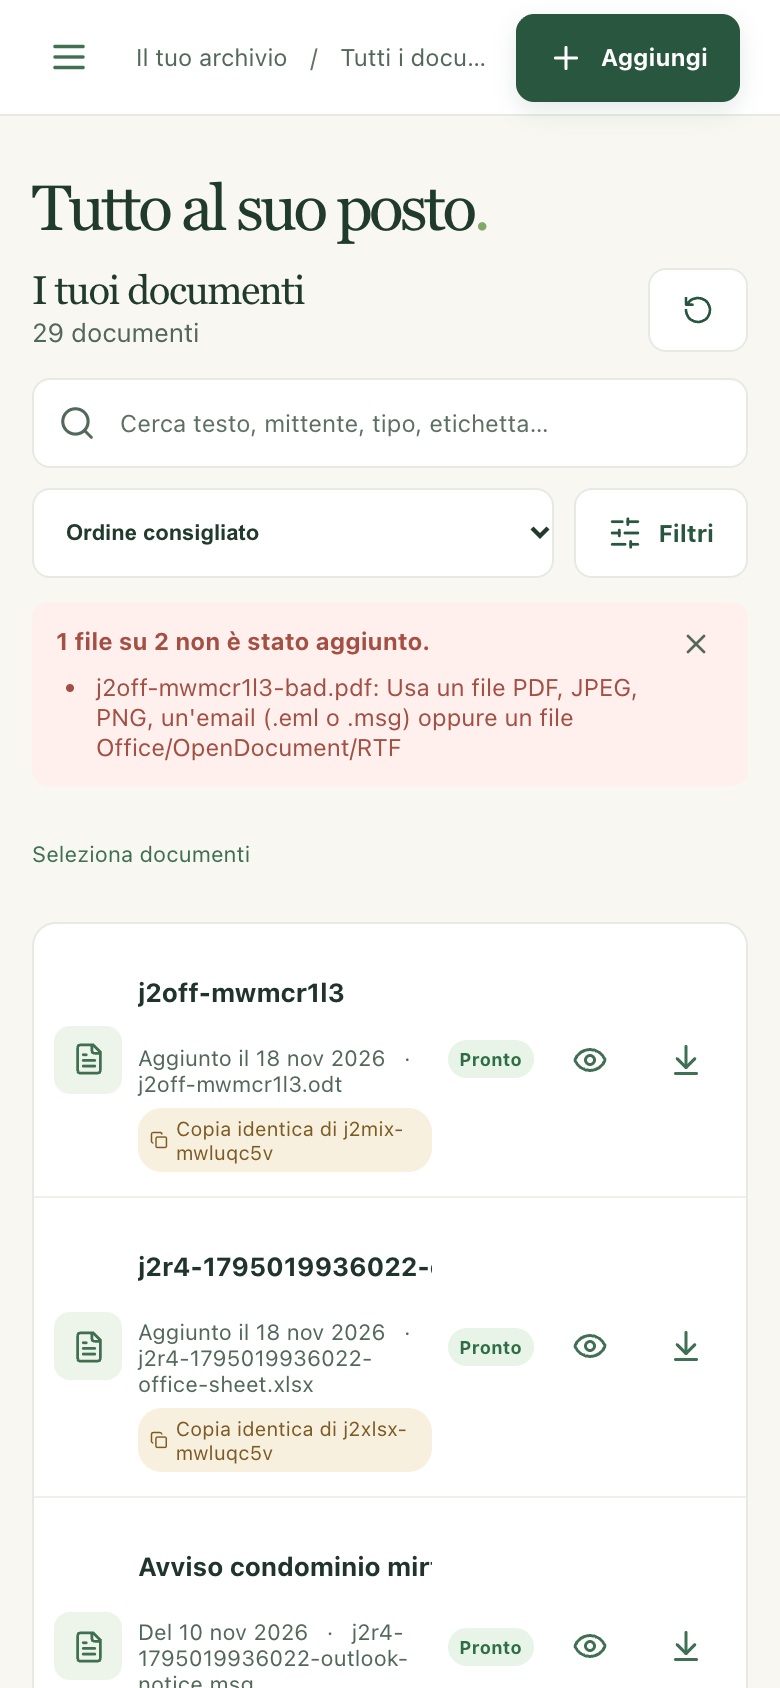 Il tuo archivio / Tutti i docu...
Aggiungi
Tutto al suo posto.
I tuoi documenti
29 documenti
Cerca testo, mittente, tipo, etichetta...
Ordine consigliato
Filtri
1 file su 2 non è stato aggiunto.
• j2off-mwmcr1l3-bad.pdf: Usa un file PDF, JPEG,
PNG, un'email (.eml o .msg) oppure un file
Office/OpenDocument/RTF
Seleziona documenti
j2off-mwmcr1l3
Aggiunto il 18 nov 2026 ·
j2off-mwmcr1l3.odt
Pronto
Copia identica di j2mix-
mwluqc5v
j2r4-1795019936022-
Aggiunto il 18 nov 2026 ·
j2r4-1795019936022-
office-sheet.xlsx
Pronto
Copia identica di j2xlsx-
mwluqc5v
Avviso condominio mir
Del 10 nov 2026 · j2r4-
1795019936022-outlook-
notice.msg
Pronto